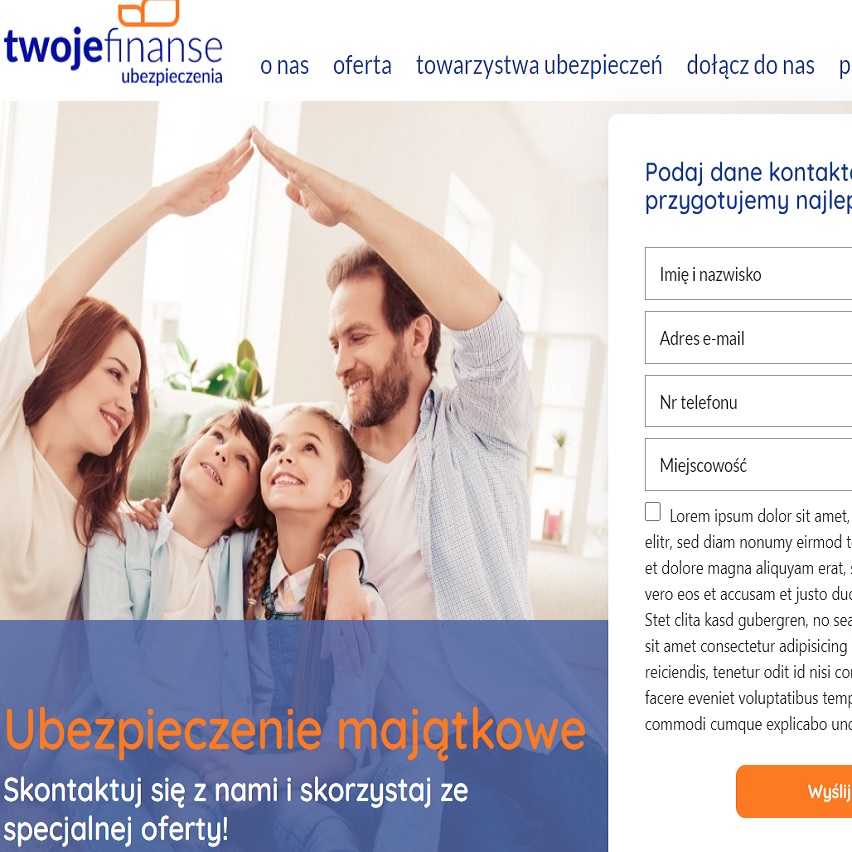 twojefinanse
ubezpieczenia
o nas oferta towarzystwa ubezpieczeń dołącz do nas p
Podaj dane kontakt
przygotujemy najlep
Imię i nazwisko
Adres e-mail
Nr telefonu
Miejscowość
Lorem ipsum dolor sit amet,
elitr, sed diam nonumy eirmod t
et dolore magna aliquyam erat, s
vero eos et accusam et justo duo
Stet clita kasd gubergren, no sea
sit amet consectetur adipisicing
reiciendis, tenetur odit id nisi co
facere eveniet voluptatibus temp
commodi cumque explicabo und
Wyślij
Ubezpieczenie majątkowe
Skontaktuj się z nami i skorzystaj ze
specjalnej oferty!